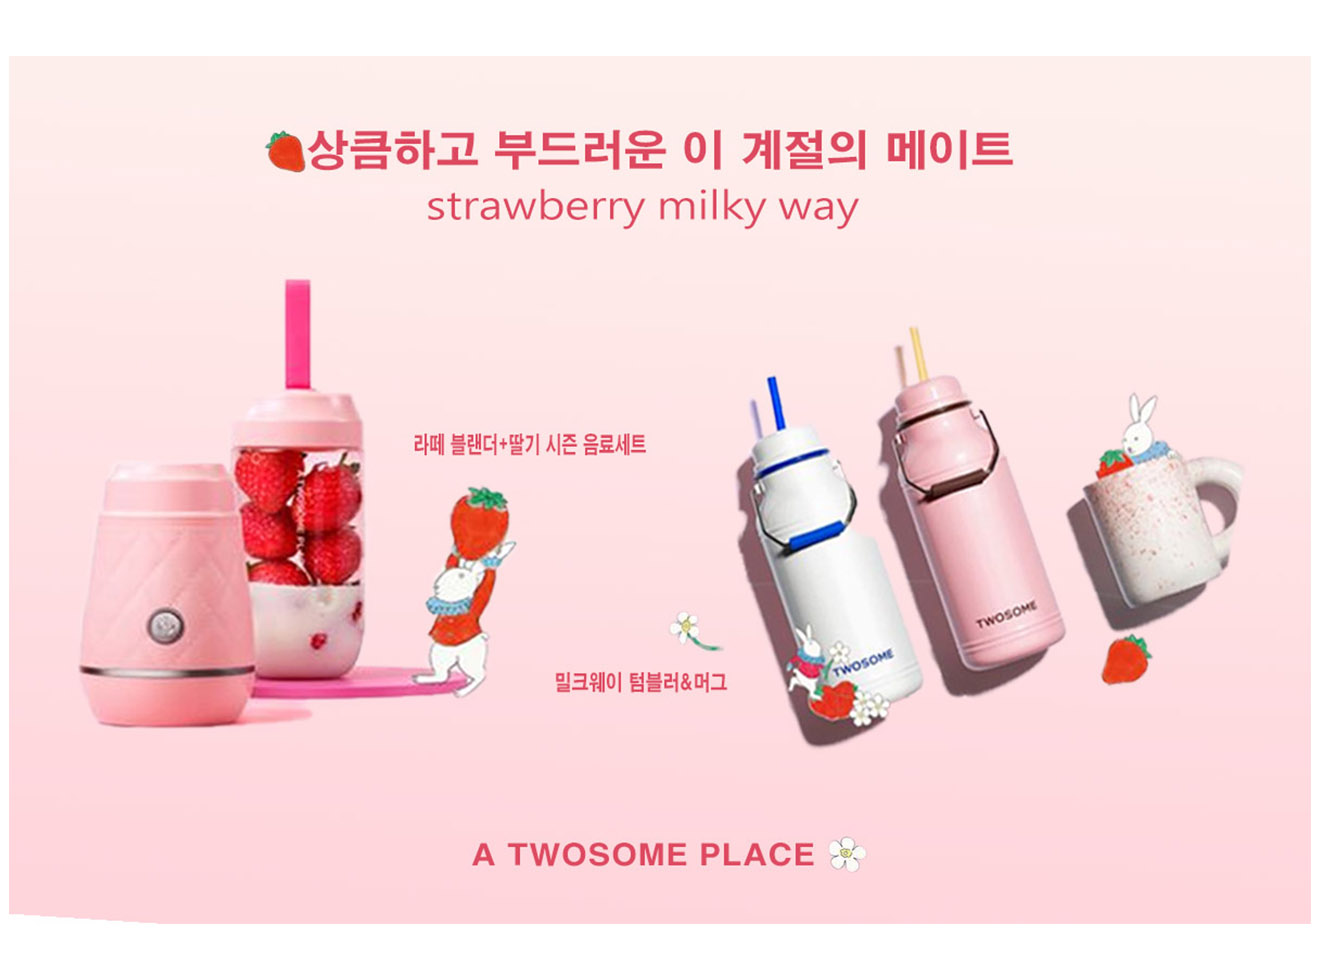 상큼하고 부드러운 이 계절의 메이트
strawberry milky way
라떼 블랜더+딸기 시즌 음료세트
밀크웨이 텀블러&머그
TWOSOME
TWOSOME
A TWOSOME PLACE